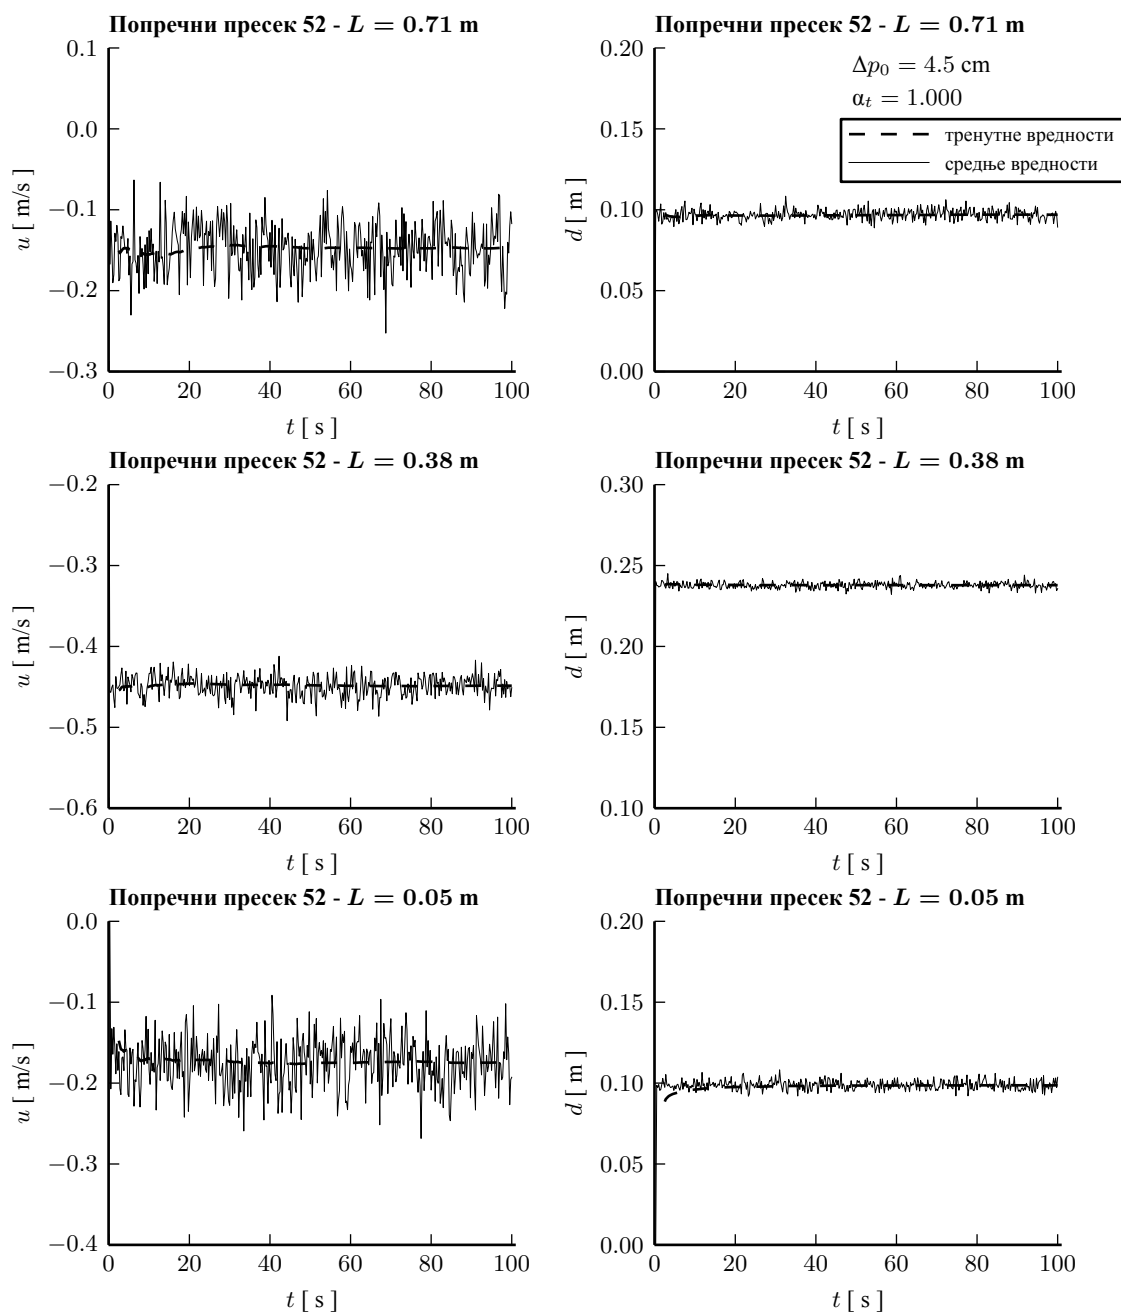 Попречни пресек 52 - L = 0.71 m
0.1
0.0
−0.1
−0.2
−0.3
u [ m/s ]
0 20 40 60 80 100
t [ s ]
Попречни пресек 52 - L = 0.71 m
Δp0 = 4.5 cm
αt = 1.000
тренутне вредности
средње вредности
0.20
0.15
0.10
0.05
0.00
d [ m ]
0 20 40 60 80 100
t [ s ]
Попречни пресек 52 - L = 0.38 m
−0.2
−0.3
−0.4
−0.5
−0.6
u [ m/s ]
0 20 40 60 80 100
t [ s ]
Попречни пресек 52 - L = 0.38 m
0.30
0.25
0.20
0.15
0.10
d [ m ]
0 20 40 60 80 100
t [ s ]
Попречни пресек 52 - L = 0.05 m
0.0
−0.1
−0.2
−0.3
−0.4
u [ m/s ]
0 20 40 60 80 100
t [ s ]
Попречни пресек 52 - L = 0.05 m
0.20
0.15
0.10
0.05
0.00
d [ m ]
0 20 40 60 80 100
t [ s ]